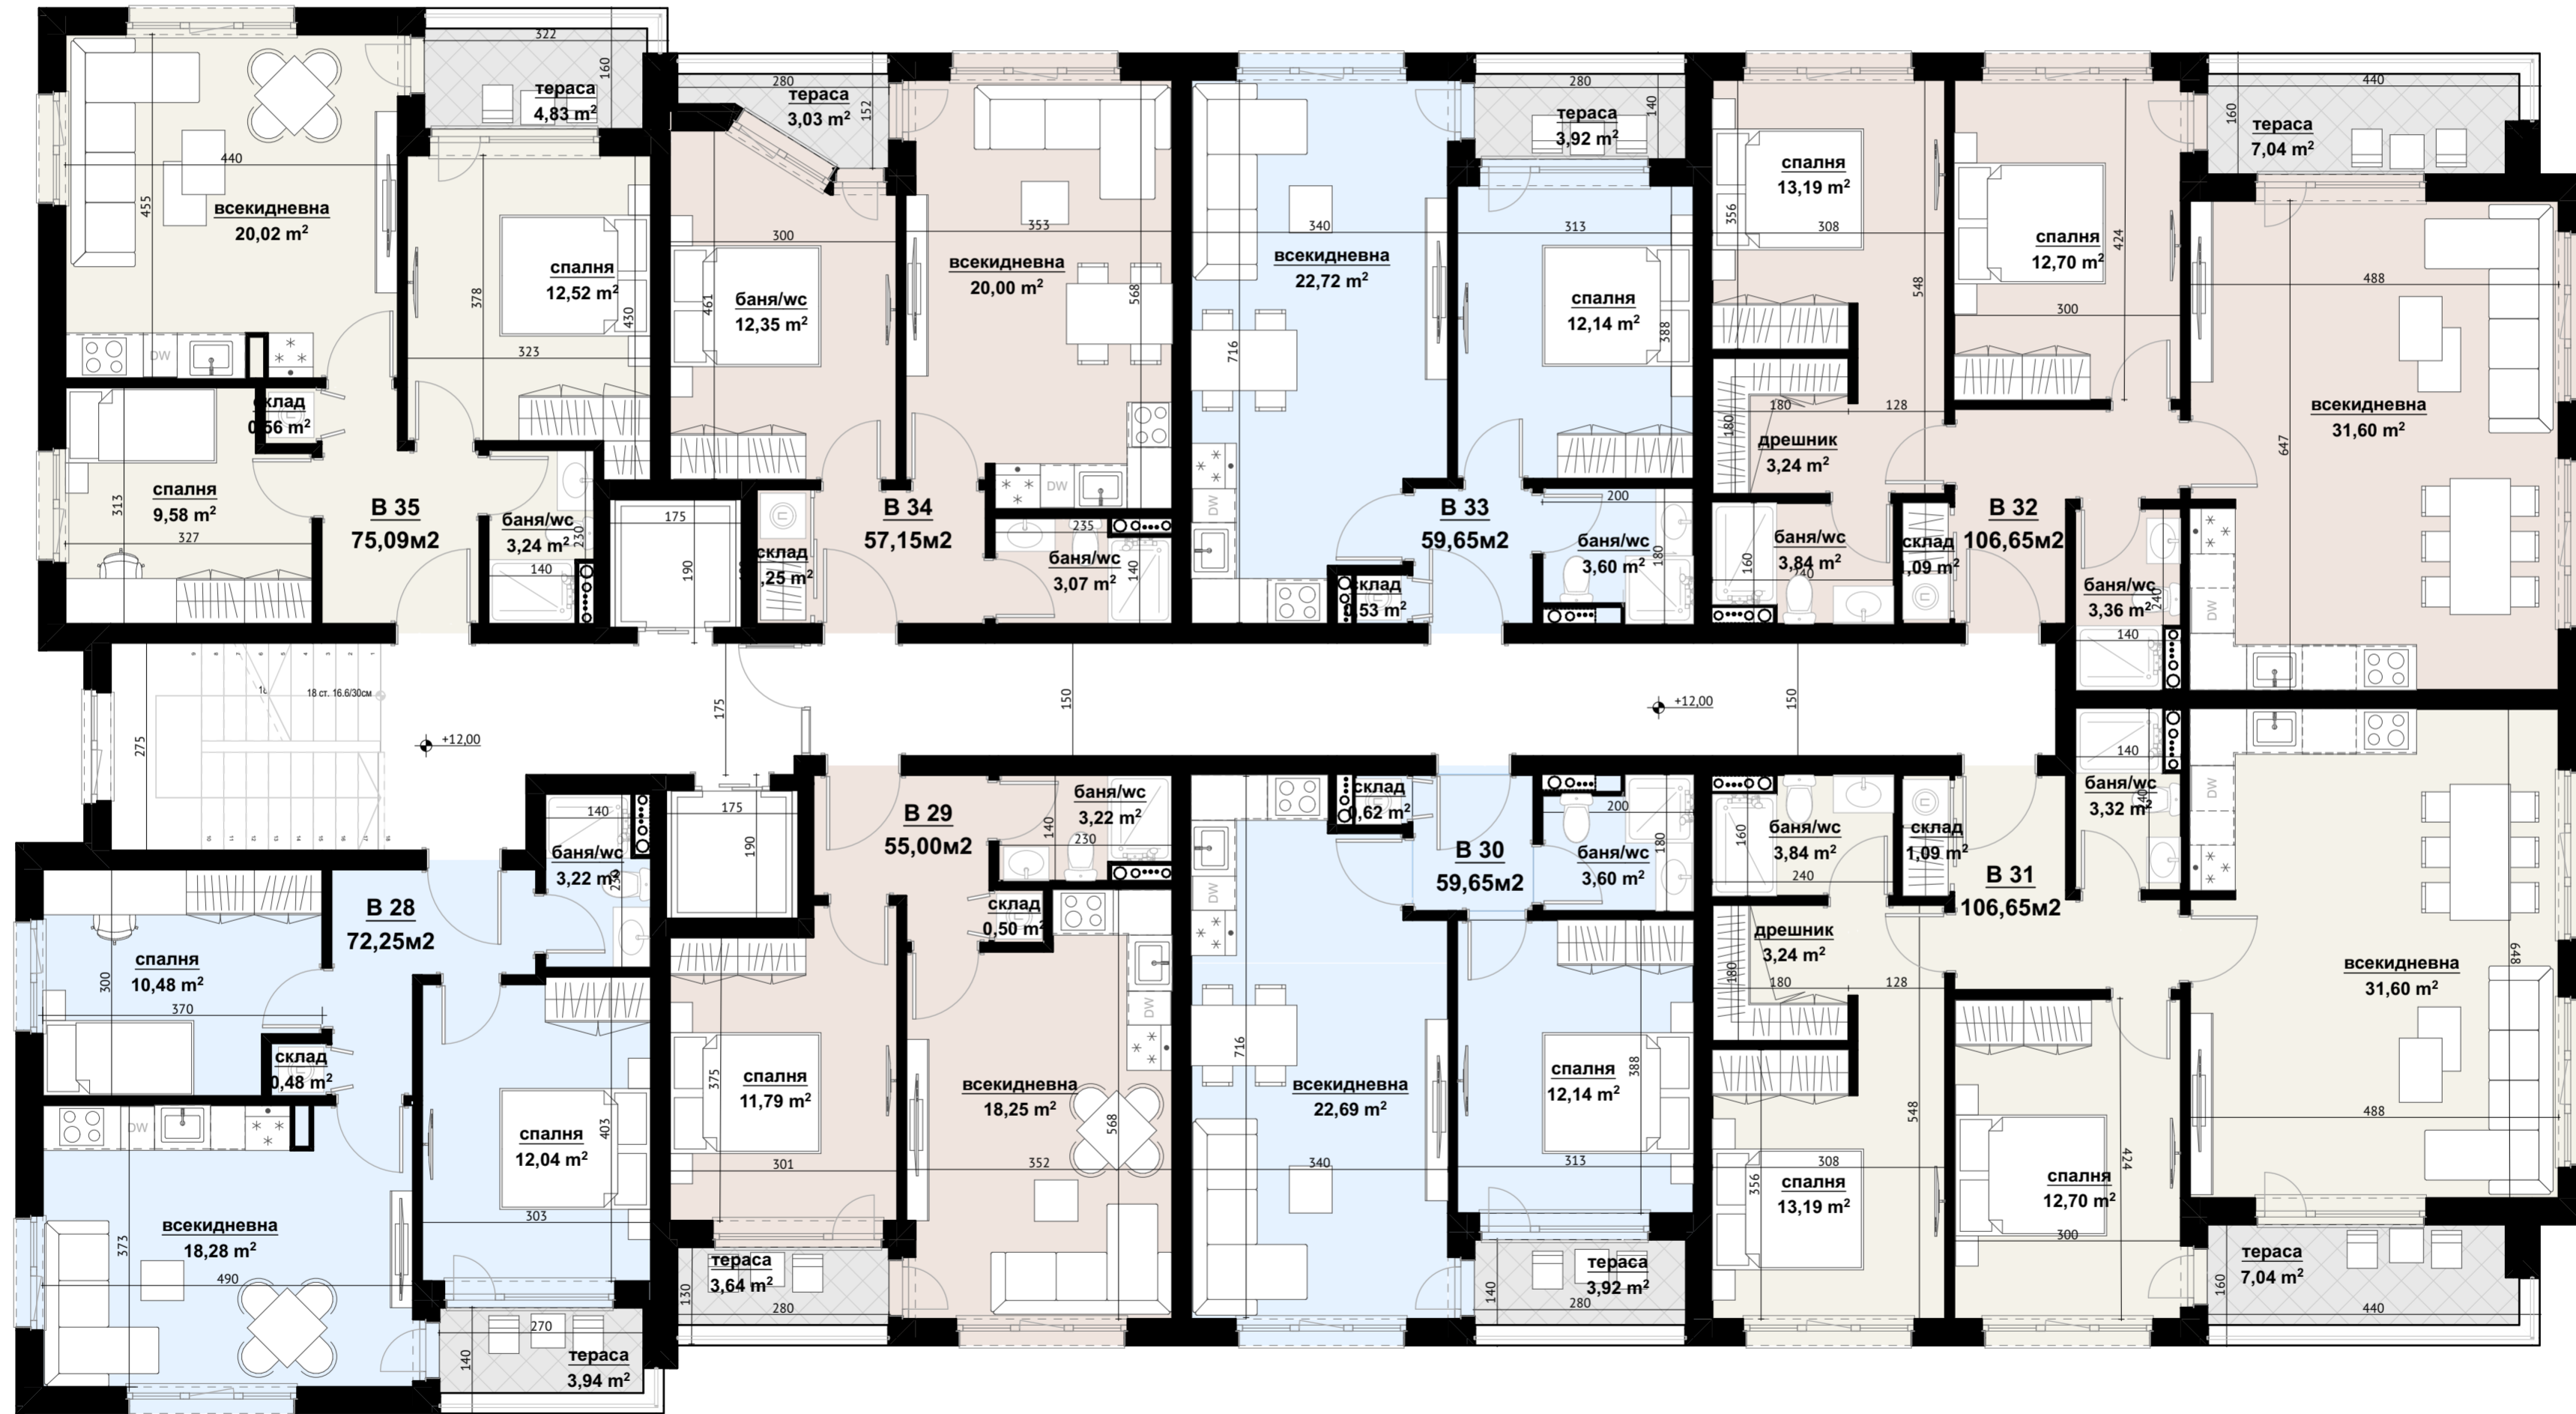 322
160
тераса
4,83 m²
440
455
всекидневна
20,02 m²
DW
378
спалня
12,52 m²
430
323
склад
0,56 m²
313
спалня
9,58 m²
327
В 35
75,09м2
баня/wc
3,24 m²
230
140
280
тераса
3,03 m²
152
300
461
баня/wc
12,35 m²
353
всекидневна
20,00 m²
568
DW
175
190
склад
,25 m²
В 34
57,15м2
235
баня/wc
3,07 m²
140
340
всекидневна
22,72 m²
716
DW
280
тераса
3,92 m²
140
313
спалня
12,14 m²
388
В 33
59,65м2
склад
,53 m²
200
баня/wc
3,60 m²
180
спалня
13,19 m²
356
308
548
180
128
180
дрешник
3,24 m²
баня/wc
3,84 m²
160
240
склад
1,09 m²
424
спалня
12,70 m²
300
440
160
тераса
7,04 m²
488
всекидневна
31,60 m²
647
DW
В 32
106,65м2
баня/wc
3,36 m²
240
140
275
18 ст. 16.6/30см
+12,00
175
150
+12,00
150
В 28
72,25м2
спалня
10,48 m²
300
370
склад
0,48 m²
140
баня/wc
3,22 m²
230
DW
всекидневна
18,28 m²
373
490
спалня
12,04 m²
403
303
270
140
тераса
3,94 m²
175
190
В 29
55,00м2
140
баня/wc
3,22 m²
230
склад
0,50 m²
DW
375
спалня
11,79 m²
301
всекидневна
18,25 m²
568
352
тераса
3,64 m²
130
280
склад
0,62 m²
В 30
59,65м2
200
180
баня/wc
3,60 m²
DW
716
всекидневна
22,69 m²
340
спалня
12,14 m²
388
313
тераса
3,92 m²
140
280
160
баня/wc
3,84 m²
240
склад
1,09 m²
дрешник
3,24 m²
180
180
128
548
308
спалня
13,19 m²
356
В 31
106,65м2
140
баня/wc
3,32 m²
240
DW
424
спалня
12,70 m²
300
всекидневна
31,60 m²
648
488
тераса
7,04 m²
160
440